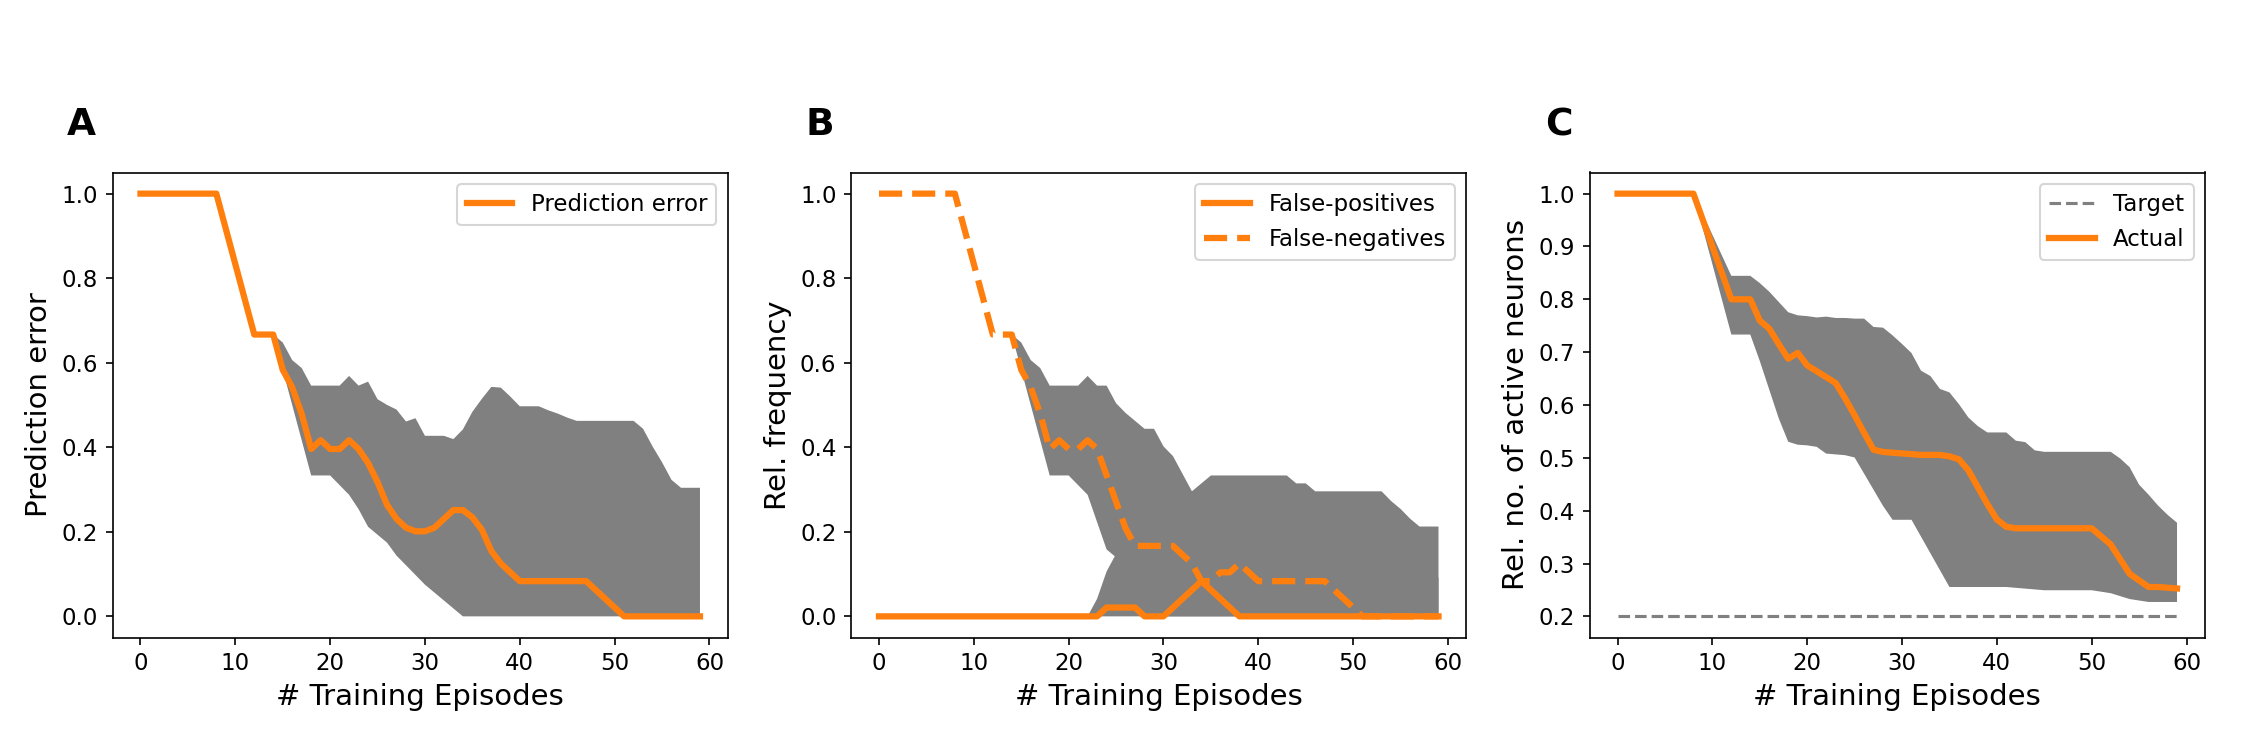 A
B
C
Prediction error
1.0
0.8
0.6
0.4
0.2
0.0
Prediction error
0 10 20 30 40 50 60
# Training Episodes
Rel. frequency
1.0
0.8
0.6
0.4
0.2
0.0
False-positives
False-negatives
0 10 20 30 40 50 60
# Training Episodes
Rel. no. of active neurons
1.0
0.9
0.8
0.7
0.6
0.5
0.4
0.3
0.2
Target
Actual
0 10 20 30 40 50 60
# Training Episodes